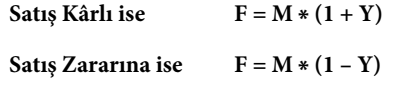 Satış Kârlı ise F = M * (1 + Y)
Satış Zararına ise F = M * (1 – Y)